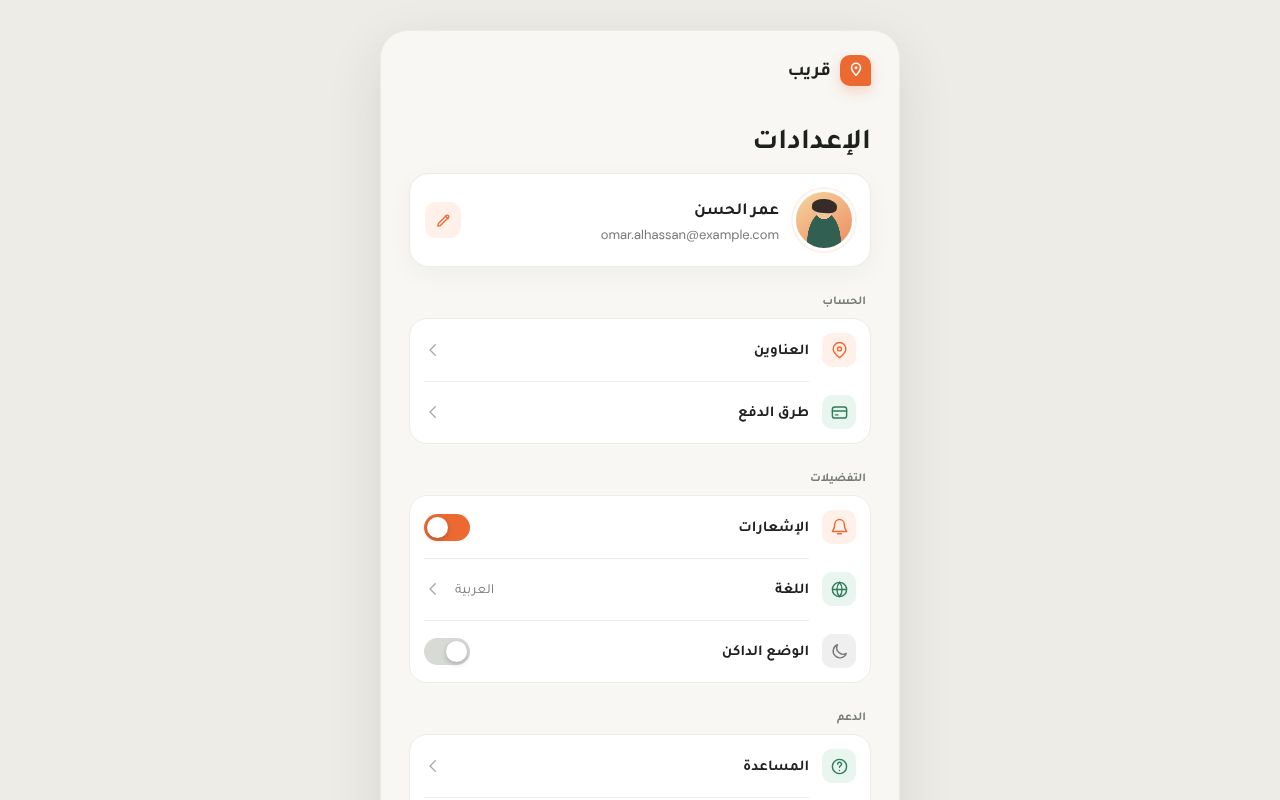 قريب
الإعدادات
عمر الحسن
omar.alhassan@example.com
الحساب
العناوين
طرق الدفع
التفضيلات
الإشعارات
اللغة
العربية
الوضع الداكن
الدعم
المساعدة